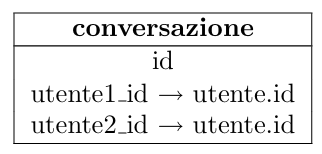 conversazione
id
utente1_id → utente.id
utente2_id → utente.id